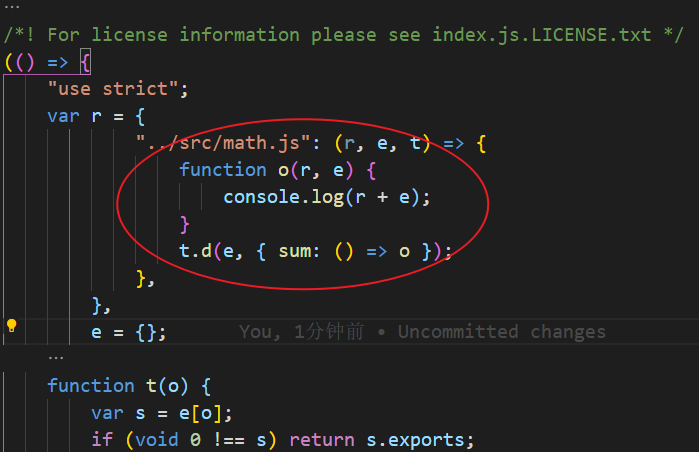 ...
/*! For license information please see index.js.LICENSE.txt */
(() => {
"use strict";
var r = {
"../src/math.js": (r, e, t) => {
function o(r, e) {
console.log(r + e);
}
t.d(e, { sum: () => o });
},
},
e = {};    You, 1分钟前 • Uncommitted changes
...
function t(o) {
var s = e[o];
if (void 0 !== s) return s.exports;